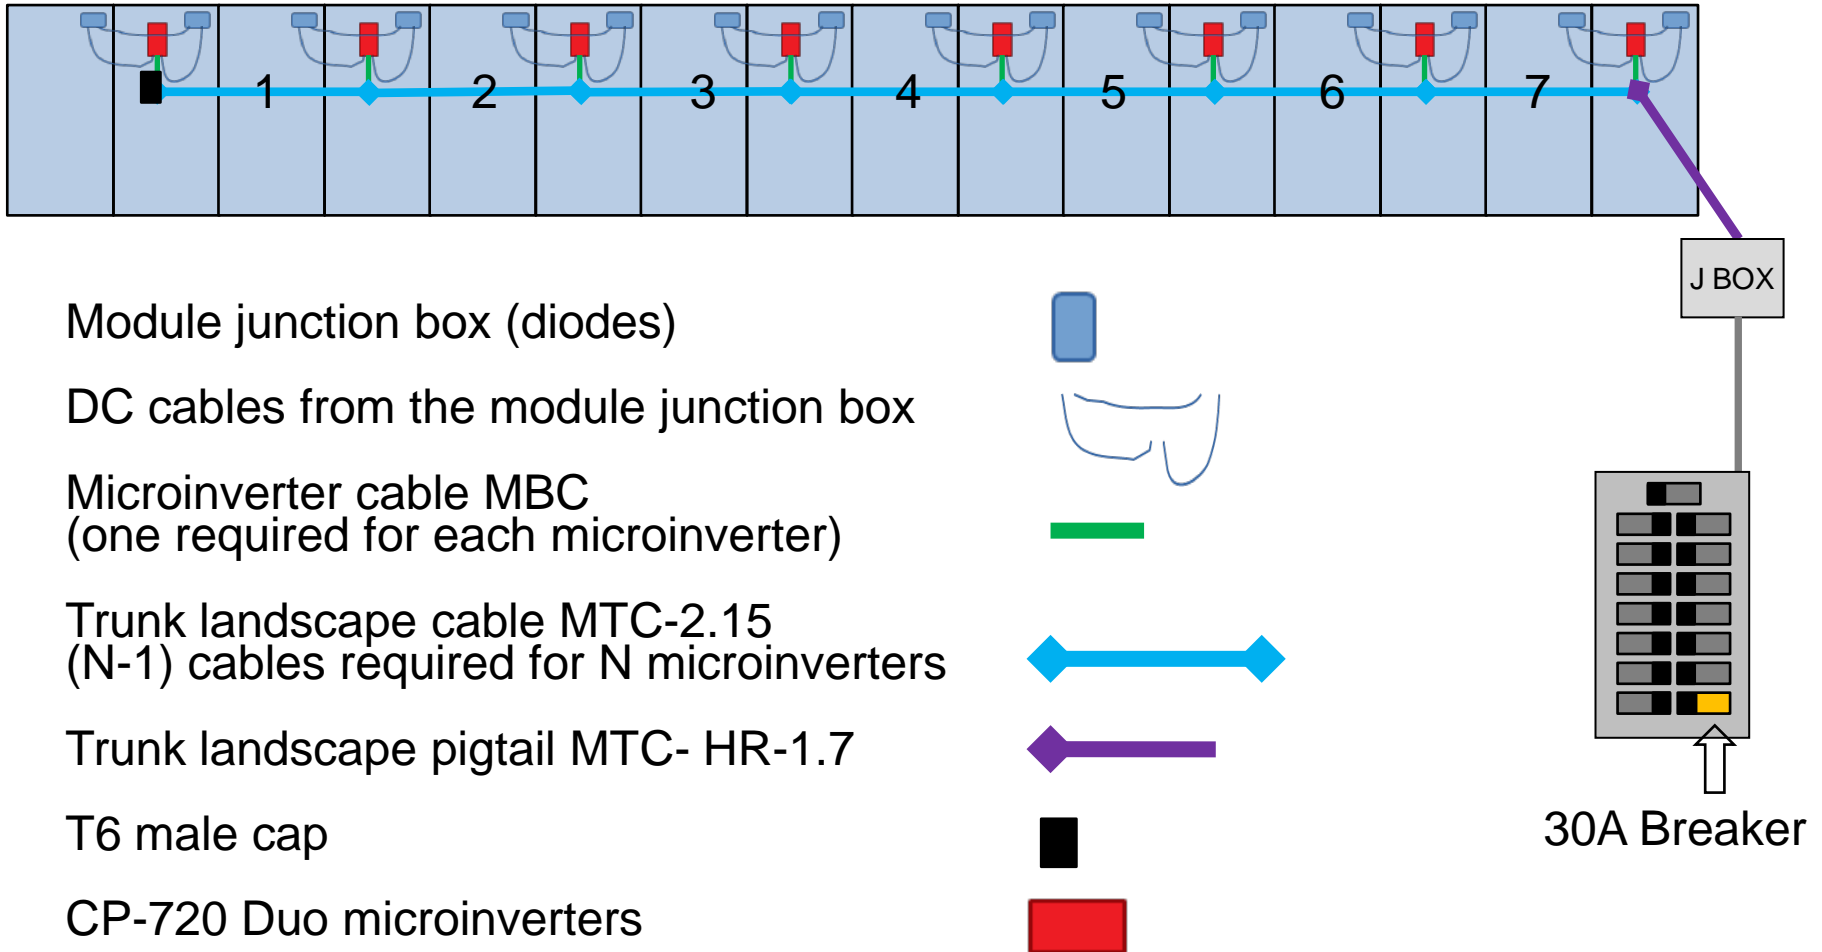 1 2 3 4 5 6 7
J BOX
Module junction box (diodes)
DC cables from the module junction box
Microinverter cable MBC
(one required for each microinverter)
Trunk landscape cable MTC-2.15
(N-1) cables required for N microinverters
Trunk landscape pigtail MTC- HR-1.7
T6 male cap
30A Breaker
CP-720 Duo microinverters